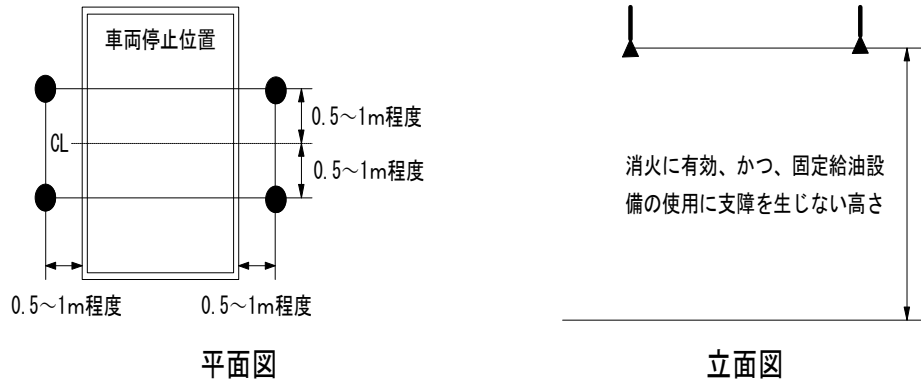 車両停止位置
0.5～1m程度
CL
0.5～1m程度
0.5～1m程度
0.5～1m程度
平面図
消火に有効、かつ、固定給油設
備の使用に支障を生じない高さ
立面図